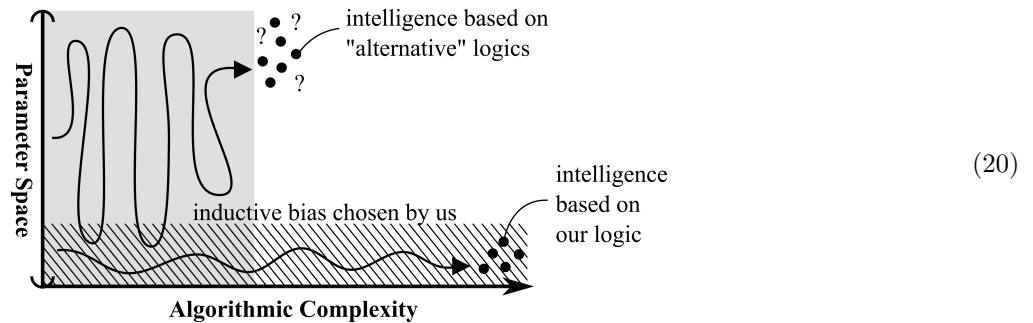 ?
?
?
intelligence based on
"alternative" logics
Parameter Space
(20)
intelligence
based on
our logic
inductive bias chosen by us
Algorithmic Complexity